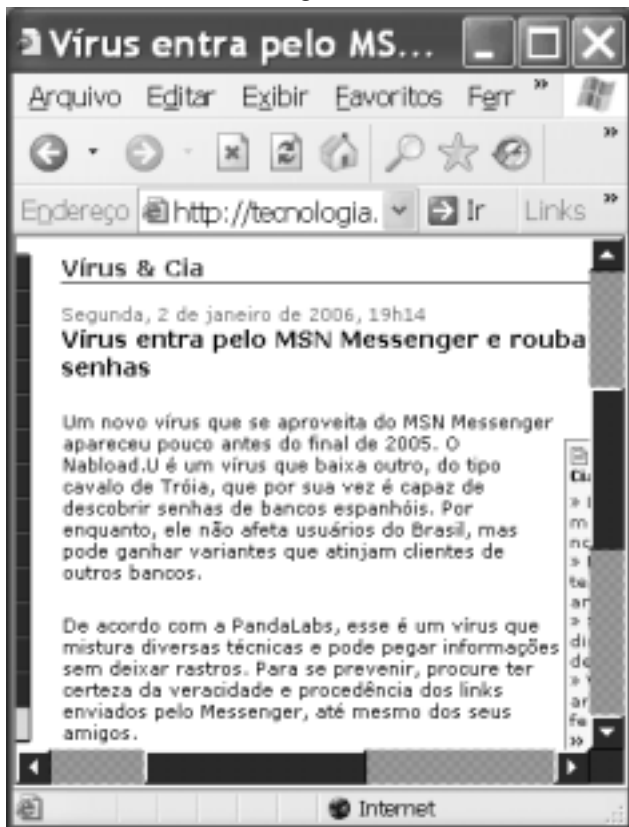 Vírus entra pelo MS...
Arquivo Editar Exibir Favoritos Ferr »
»
Endereço http://tecnologia. Ir Links »
Vírus & Cia
Segunda, 2 de janeiro de 2006, 19h14
Vírus entra pelo MSN Messenger e rouba
senhas
Um novo vírus que se aproveita do MSN Messenger
apareceu pouco antes do final de 2005. O
Nabload.U é um vírus que baixa outro, do tipo
cavalo de Tróia, que por sua vez é capaz de
descobrir senhas de bancos espanhóis. Por
enquanto, ele não afeta usuários do Brasil, mas
pode ganhar variantes que atinjam clientes de
outros bancos.
De acordo com a PandaLabs, esse é um vírus que
mistura diversas técnicas e pode pegar informações
sem deixar rastros. Para se prevenir, procure ter
certeza da veracidade e procedência dos links
enviados pelo Messenger, até mesmo dos seus
amigos.
Internet